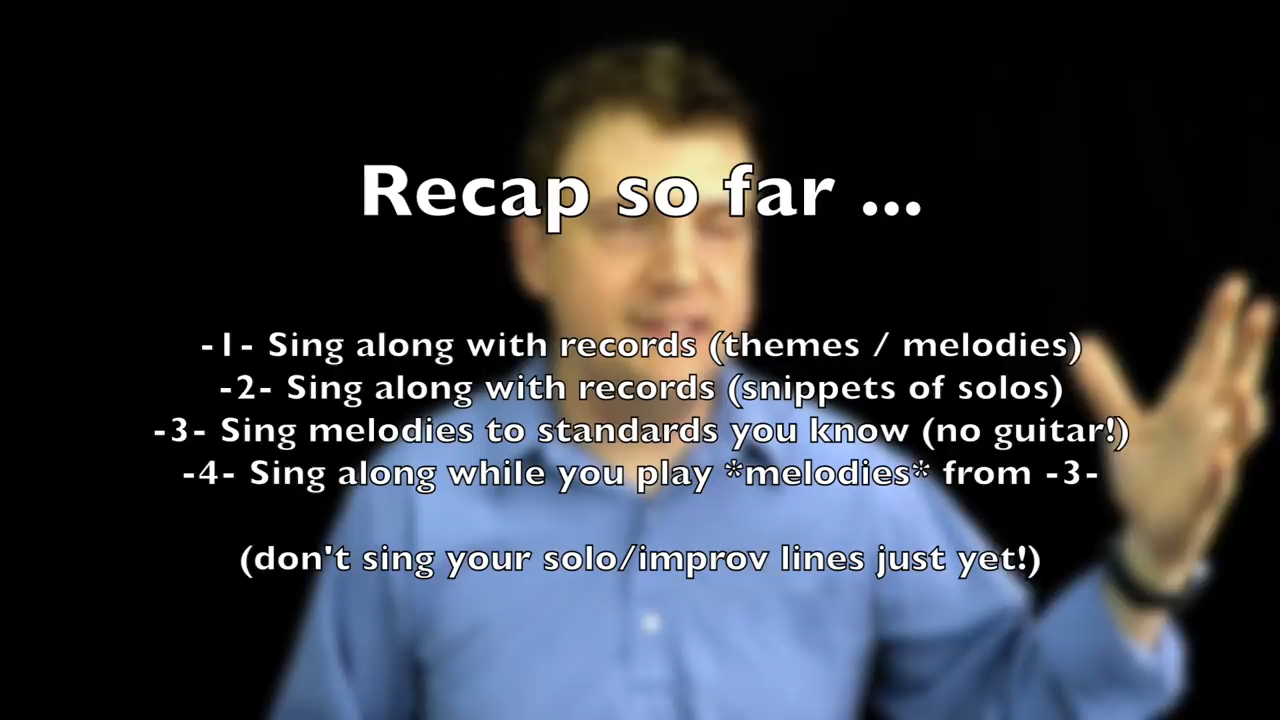 Recap so far ...
-1- Sing along with records (themes / melodies)
-2- Sing along with records (snippets of solos)
-3- Sing melodies to standards you know (no guitar!)
-4- Sing along while you play *melodies* from -3-
(don't sing your solo/improv lines just yet!)